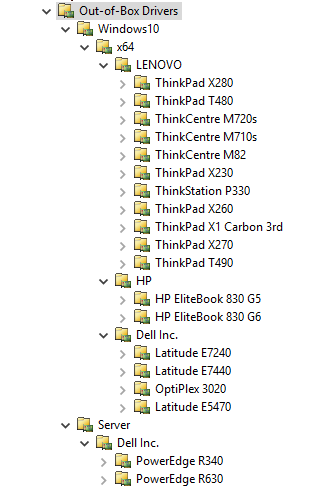 Out-of-Box Drivers
Windows10
x64
LENOVO
ThinkPad X280
ThinkPad T480
ThinkCentre M720s
ThinkCentre M710s
ThinkCentre M82
ThinkPad X230
ThinkStation P330
ThinkPad X260
ThinkPad X1 Carbon 3rd
ThinkPad X270
ThinkPad T490
HP
HP EliteBook 830 G5
HP EliteBook 830 G6
Dell Inc.
Latitude E7240
Latitude E7440
OptiPlex 3020
Latitude E5470
Server
Dell Inc.
PowerEdge R340
PowerEdge R630